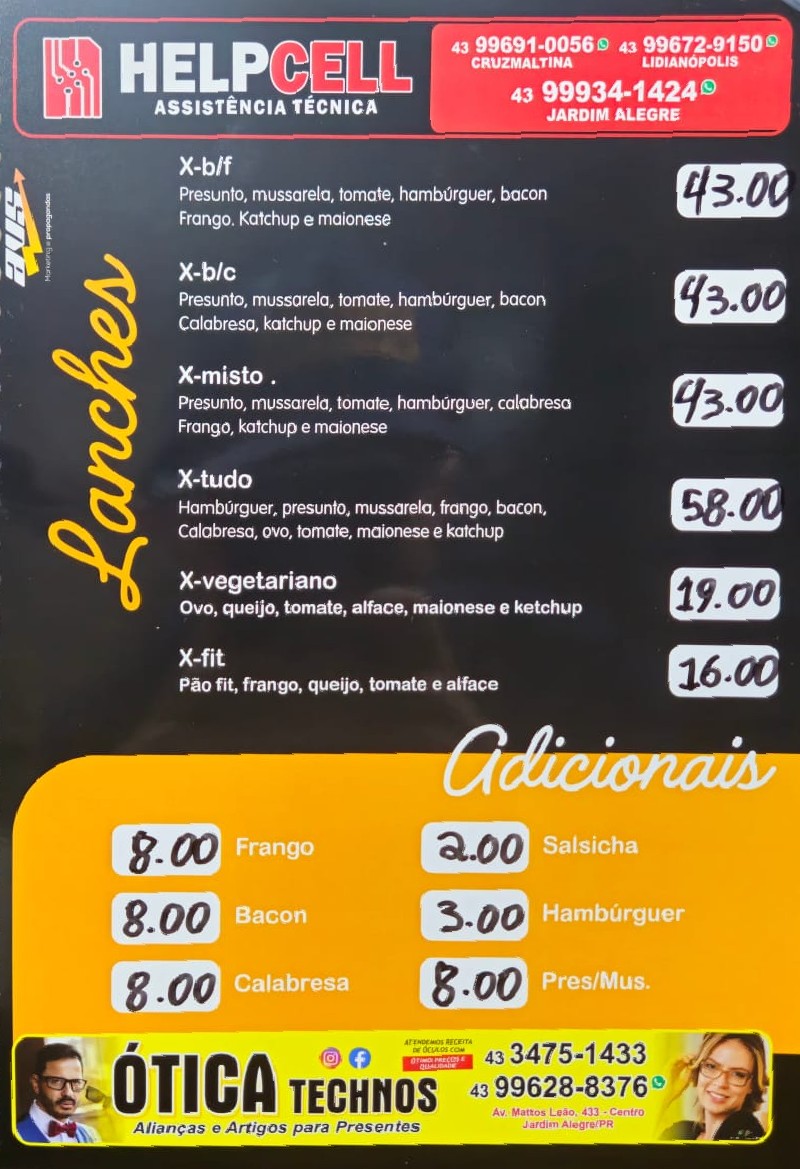 HELPCELL
ASSISTÊNCIA TÉCNICA
43 99691-0056 43 99672-9150
CRUZMALTINA LIDIANÓPOLIS
43 99934-1424
JARDIM ALEGRE
avs
Marketing e propagandas
Lanches
X-b/f
Presunto, mussarela, tomate, hambúrguer, bacon
Frango. Katchup e maionese
43.00
X-b/c
Presunto, mussarela, tomate, hambúrguer, bacon
Calabresa, katchup e maionese
43.00
X-misto .
Presunto, mussarela, tomate, hambúrguer, calabresa
Frango, katchup e maionese
43.00
X-tudo
Hambúrguer, presunto, mussarela, frango, bacon,
Calabresa, ovo, tomate, maionese e katchup
58.00
X-vegetariano
Ovo, queijo, tomate, alface, maionese e ketchup
19.00
X-fit
Pão fit, frango, queijo, tomate e alface
16.00
Adicionais
8.00 Frango
2.00 Salsicha
8.00 Bacon
3.00 Hambúrguer
8.00 Calabresa
8.00 Pres/Mus.
ÓTICA TECHNOS
Alianças e Artigos para Presentes
ATENDEMOS RECEITA
DE ÓCULOS COM
ÓTIMO PREÇOS E
QUALIDADE
43 3475-1433
43 99628-8376
Av. Mattos Leão, 433 - Centro
Jardim Alegre/PR